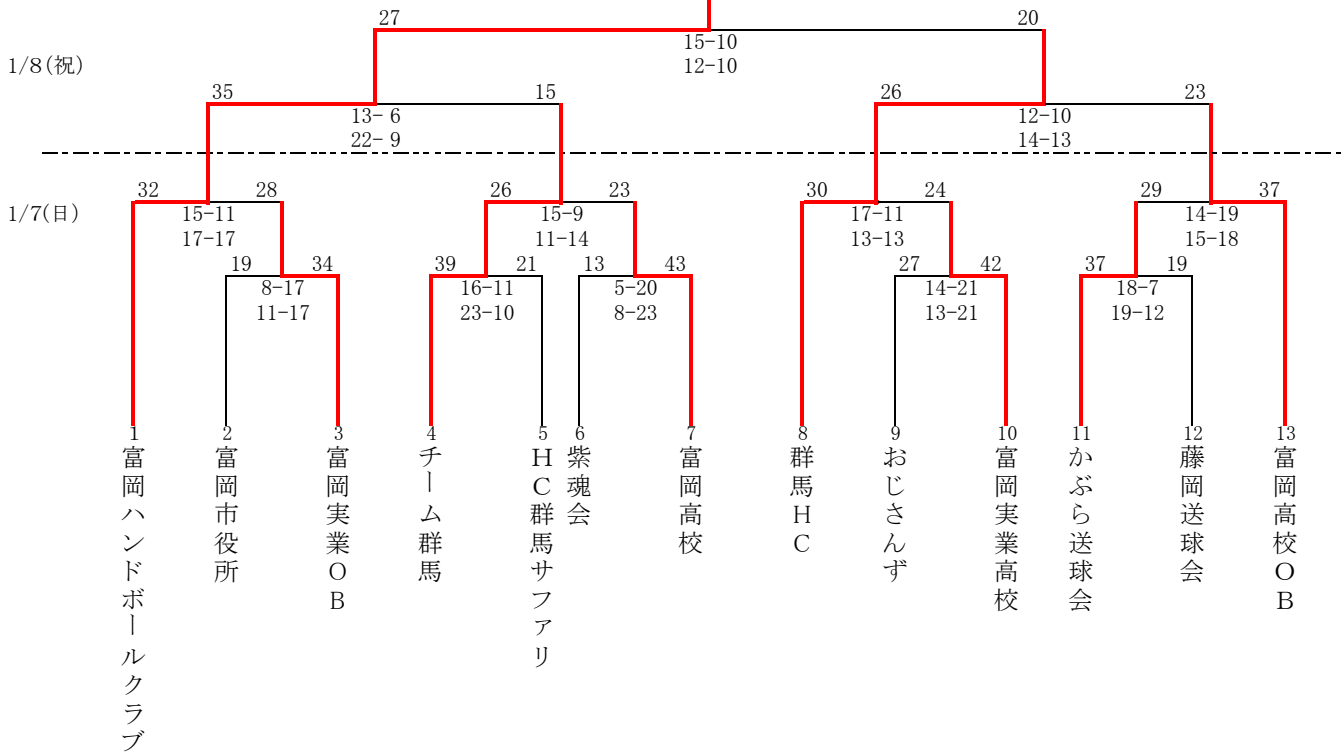 27 20
15-10
12-10
1/8(祝)
35 15 26 23
13- 6 12-10
22- 9 14-13
1/7(日)
32 28 26 23 30 24 29 37
15-11 15-9 17-11 14-19
17-17 11-14 13-13 15-18
19 34 39 21 13 43 27 42 37 19
8-17 16-11 5-20 14-21 18-7
11-17 23-10 8-23 13-21 19-12
1 2 3 4 5 6 7 8 9 10 11 12 13
富岡ハンドボールクラブ
富岡市役所
富岡実業OB
チーム群馬
HC群馬サファリ
紫魂会
富岡高校
群馬HC
おじさんず
富岡実業高校
かぶら送球会
藤岡送球会
富岡高校OB